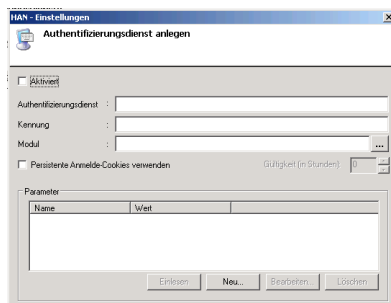 HAN - Einstellungen
Authentifizierungsdienst anlegen
Aktiviert
Authentifizierungsdienst :
Kennung :
Modul : ...
Persistente Anmelde-Cookies verwenden Gültigkeit (in Stunden): 0
Parameter
Name Wert
Einlesen Neu... Bearbeiten... Löschen